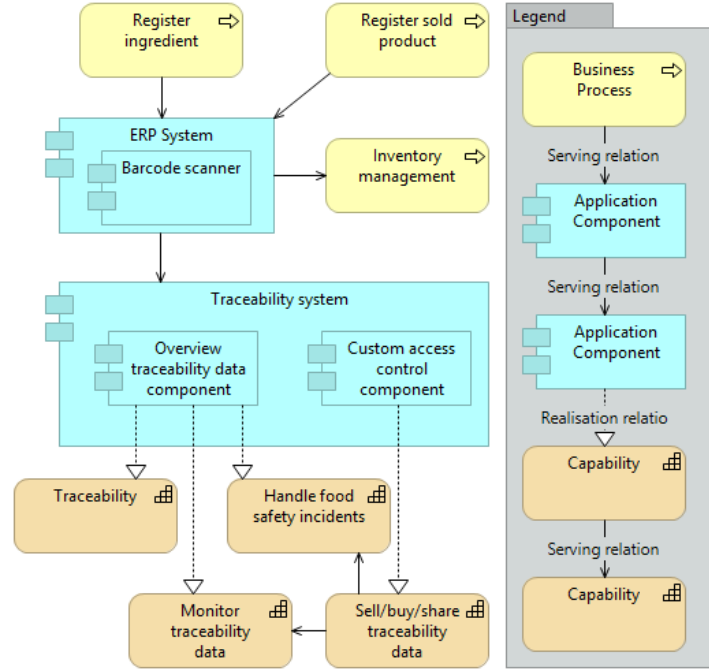 Register
ingredient
Register sold
product
ERP System
Barcode scanner
Inventory
management
Traceability system
Overview
traceability data
component
Custom access
control
component
Traceability
Handle food
safety incidents
Monitor
traceability
data
Sell/buy/share
traceability
data
Legend
Business
Process
Serving relation
Application
Component
Serving relation
Application
Component
Realisation relatio
Capability
Serving relation
Capability